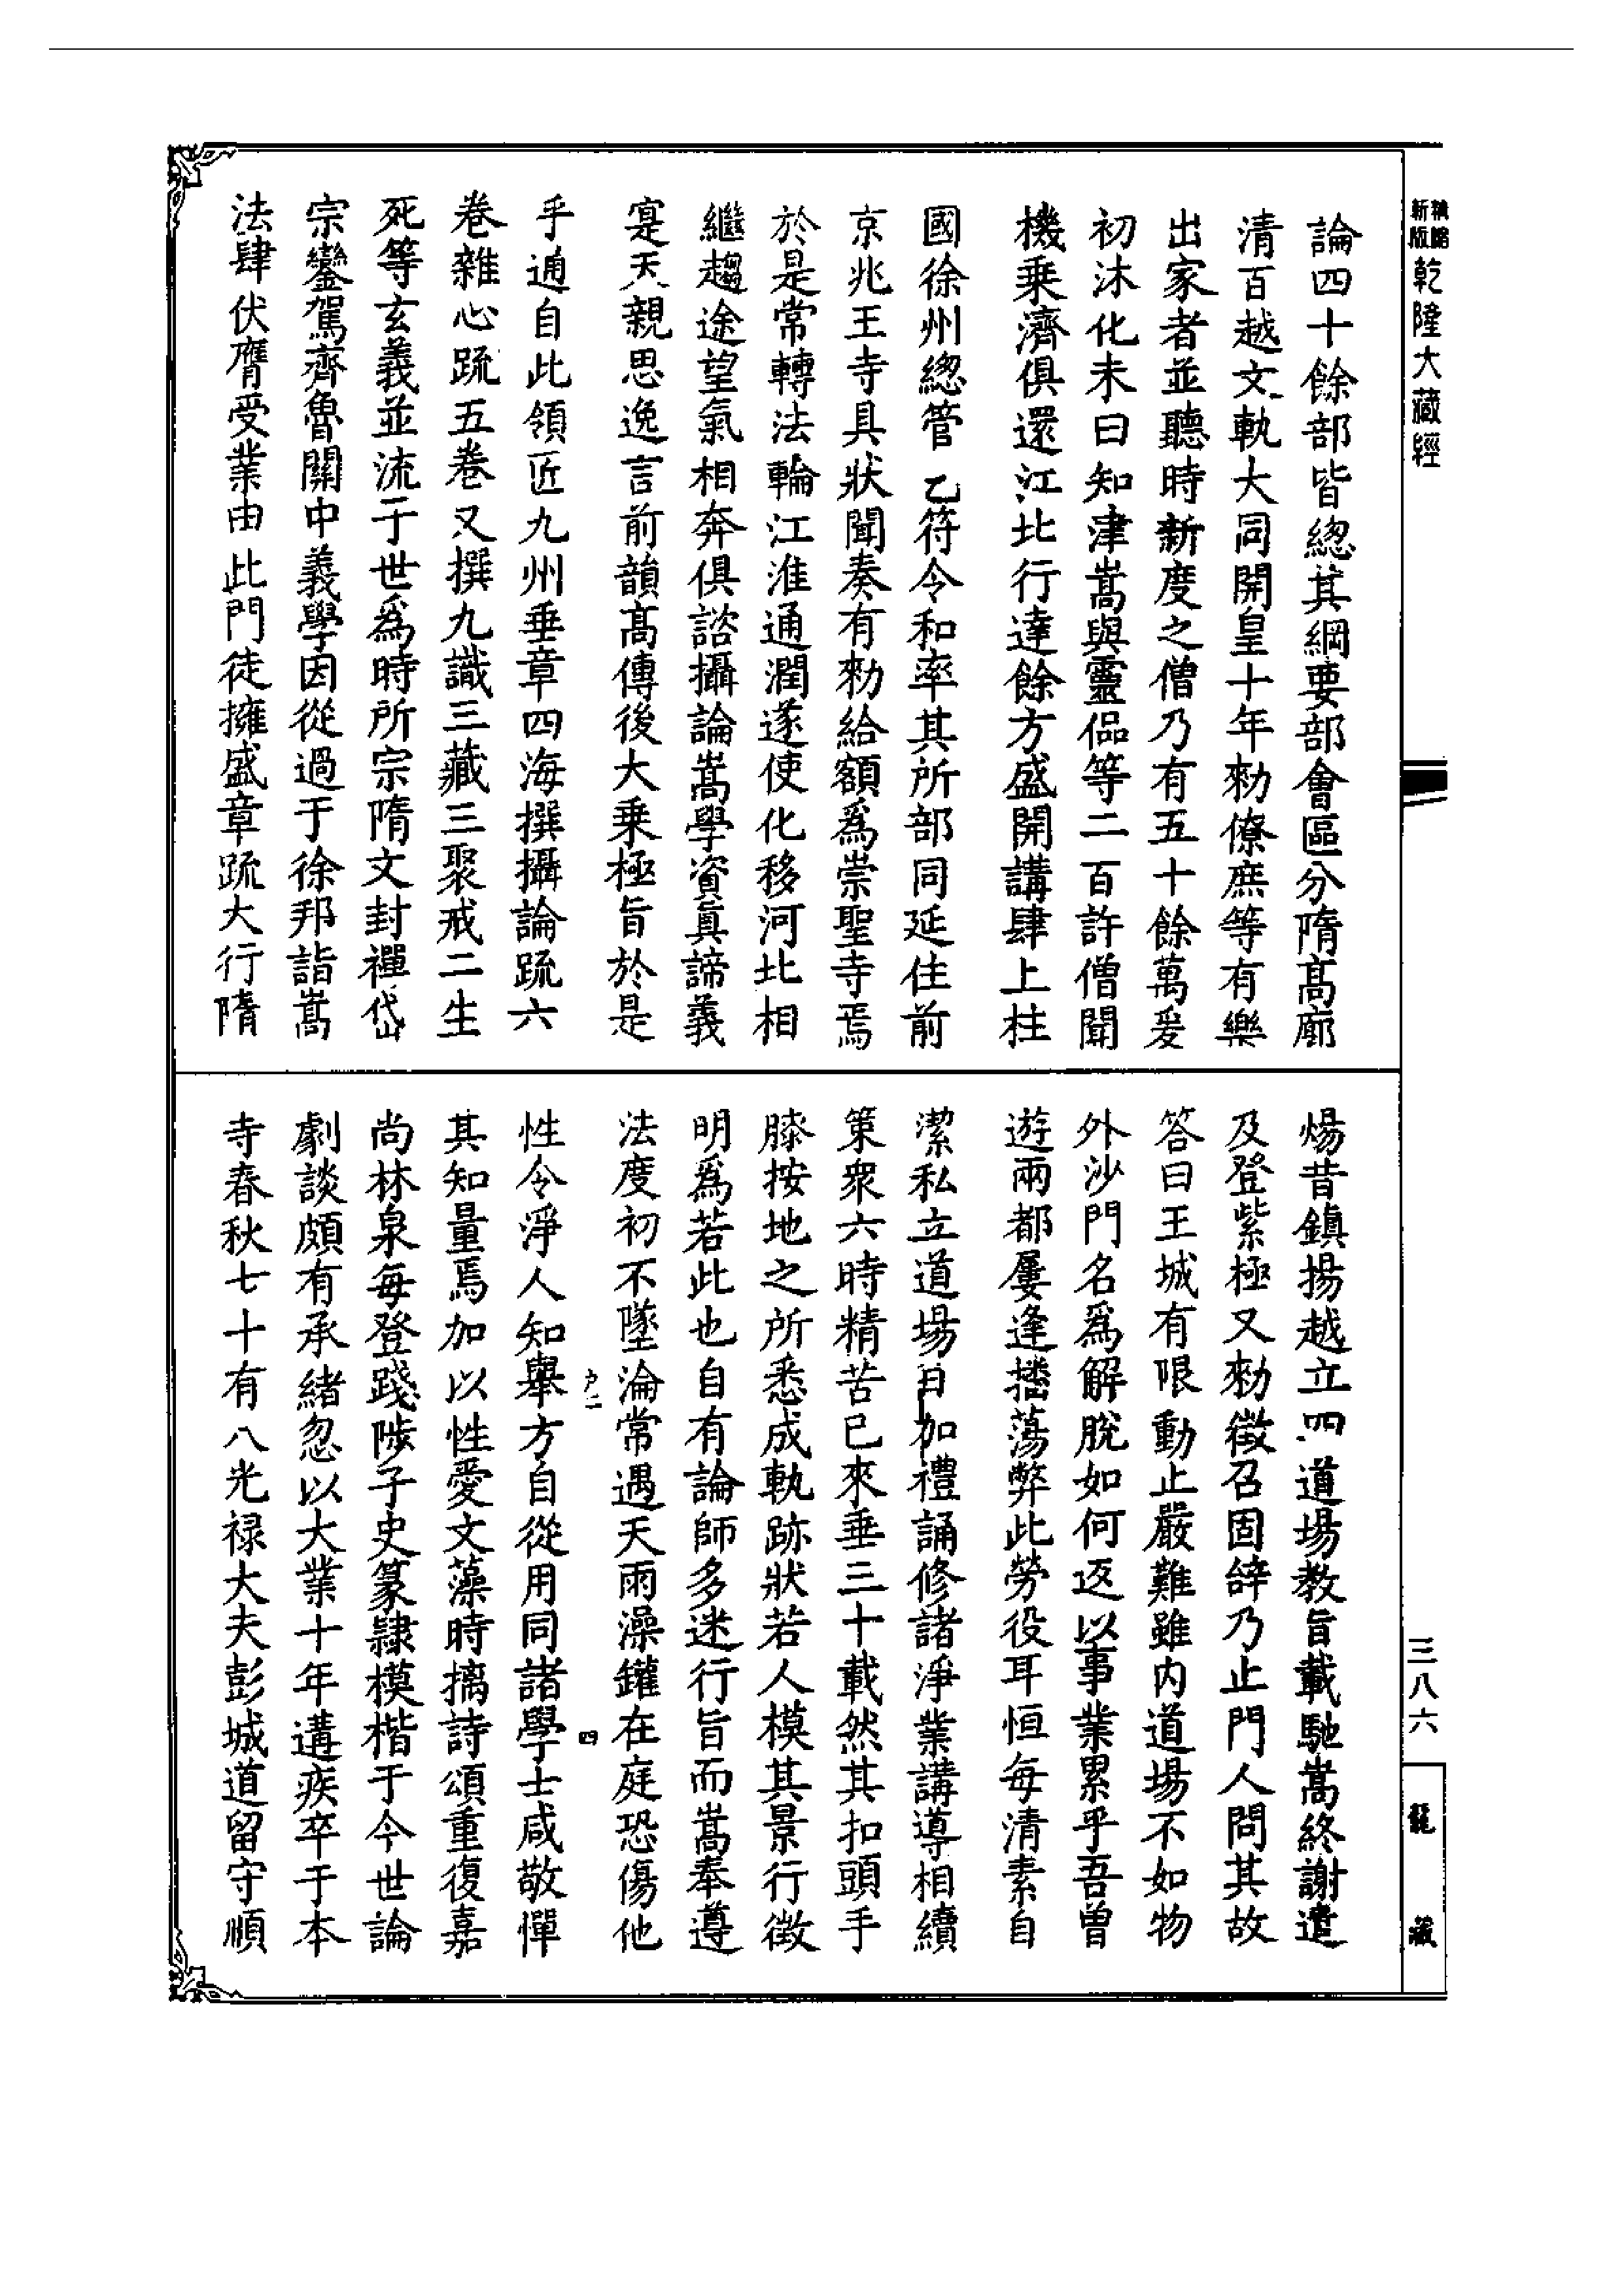 精縮
新版
乾隆大藏經
三八六
龍藏
論四十餘部皆總其綱要部會區分隋髙廓
清百越文軌大同開皇十年勑僚庶等有樂
出家者並聽時新度之僧乃有五十餘萬爰
初沐化未曰知津嵩與靈侃等二百許僧聞
機乗濟俱還江北行達餘方盛開講肆上柱
國徐州總管乙符令和率其所部同延住前
京兆王寺具狀聞奏有勑給額爲崇聖寺焉
於是常轉法輪江淮通潤遂使化移河北相
繼趨途望氣相奔俱諮攝論嵩學資眞諦義
寔天親思逸言前韻髙傳後大乗極旨於是
乎通自此領匠九州垂章四海撰攝論疏六
卷雜心疏五卷又撰九識三藏三聚戒二生
死等玄義並流于世爲時所宗隋文封禪岱
宗鑾駕齊魯關中義學因從過于徐邦詣嵩
法肆伏膺受業由此門徒擁盛章疏大行隋
煬昔鎮揚越立四道場教旨載馳嵩終謝遣
及登紫極又勑徵召固辭乃止門人問其故
答曰王城有限動止嚴難雖内道場不如物
外沙門名爲解脫如何返以事業累乎吾曽
遊兩都屢逢播蕩弊此勞役耳恒每清素自
潔私立道場日加禮誦修諸淨業講導相續
策衆六時精苦已來垂三十載然其扣頭手
膝按地之所悉成軌跡狀若人模其景行徵
明爲若此也自有論師多迷行旨而嵩奉遵
法度初不墜淪常遇天雨澡鑵在庭恐傷他
性令淨人知舉方自從用同諸學士咸敬憚
其知量焉加以性愛文藻時摛詩頌重復嘉
尚林泉每登踐陟子史篆隷模楷于今世論
劇談頗有承緒忽以大業十年遘疾卒于本
寺春秋七十有八光禄大夫彭城道留守順
四